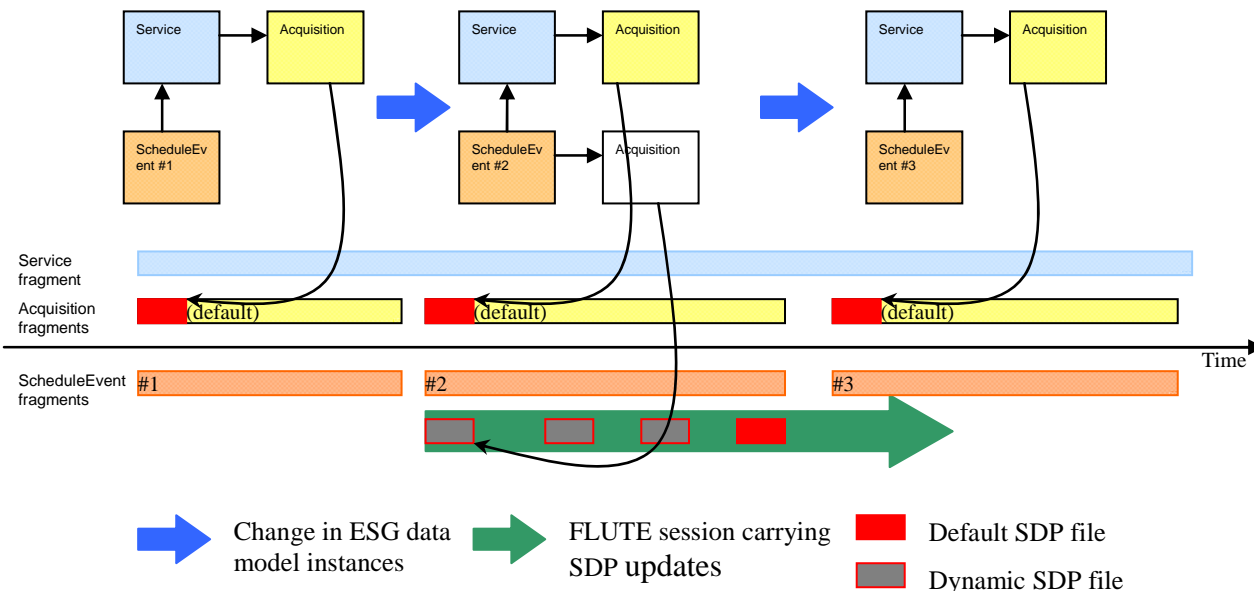 Service
Acquisition
ScheduleEv
ent #1
Service
Acquisition
ScheduleEv
ent #2
Acquisition
Service
Acquisition
ScheduleEv
ent #3
Service
fragment
Acquisition
fragments
(default)
(default)
(default)
Time
ScheduleEvent
fragments
#1
#2
#3
Change in ESG data
model instances
FLUTE session carrying
SDP updates
Default SDP file
Dynamic SDP file